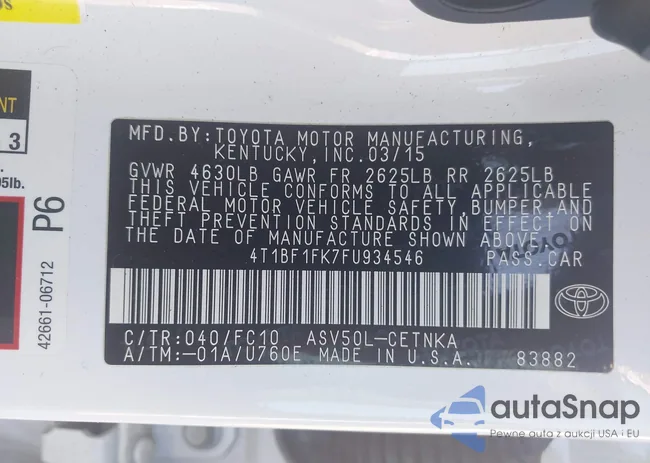 MFD.BY: TOYOTA MOTOR MANUFACTURING,
KENTUCKY, INC. 03/15
GVWR 4630LB GAWR FR 2625LB RR 2625LB
THIS VEHICLE CONFORMS TO ALL APPLICABLE
FEDERAL MOTOR VEHICLE SAFETY, BUMPER AND
THEFT PREVENTION STANDARDS IN EFFECT ON
THE DATE OF MANUFACTURE SHOWN ABOVE.
4T1BF1FK7FU934546 PASS.CAR
C/TR: 040/FC10 ASV50L-CETNKA
A/TM:-01A/U760E MADE IN U.S.A. 83882
NT
3
5lb.
P6
42661-06712
autoSnap
Pewne auta z aukcji USA i EU